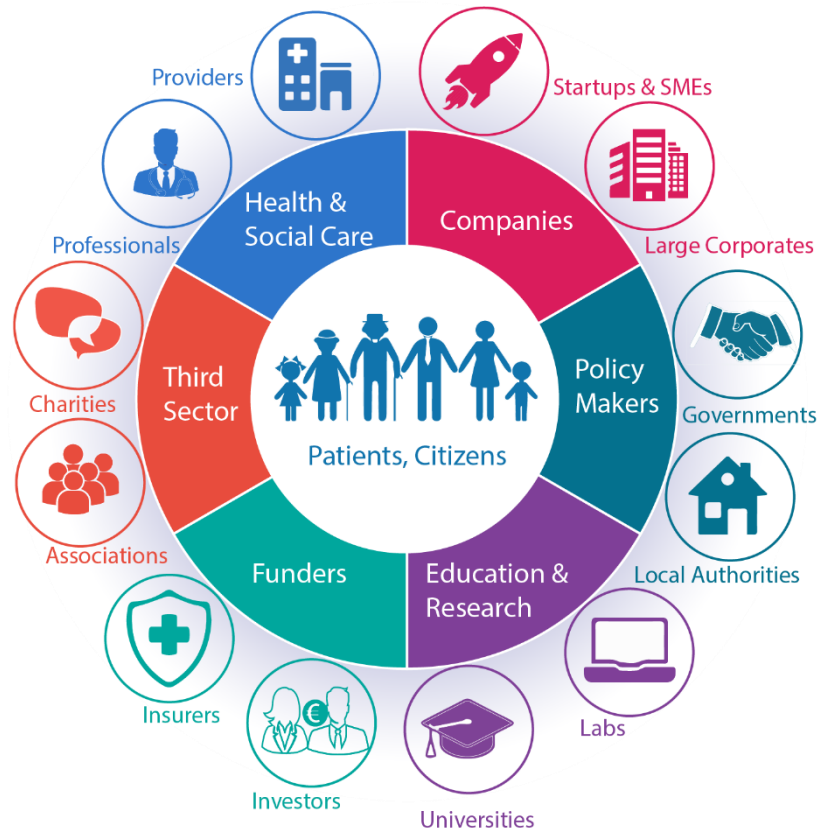 Providers
Startups & SMEs
Professionals
Health &
Social Care
Companies
Large Corporates
Third
Sector
Policy
Makers
Charities
Governments
Patients, Citizens
Associations
Funders
Education &
Research
Local Authorities
Insurers
Labs
Investors
Universities
€